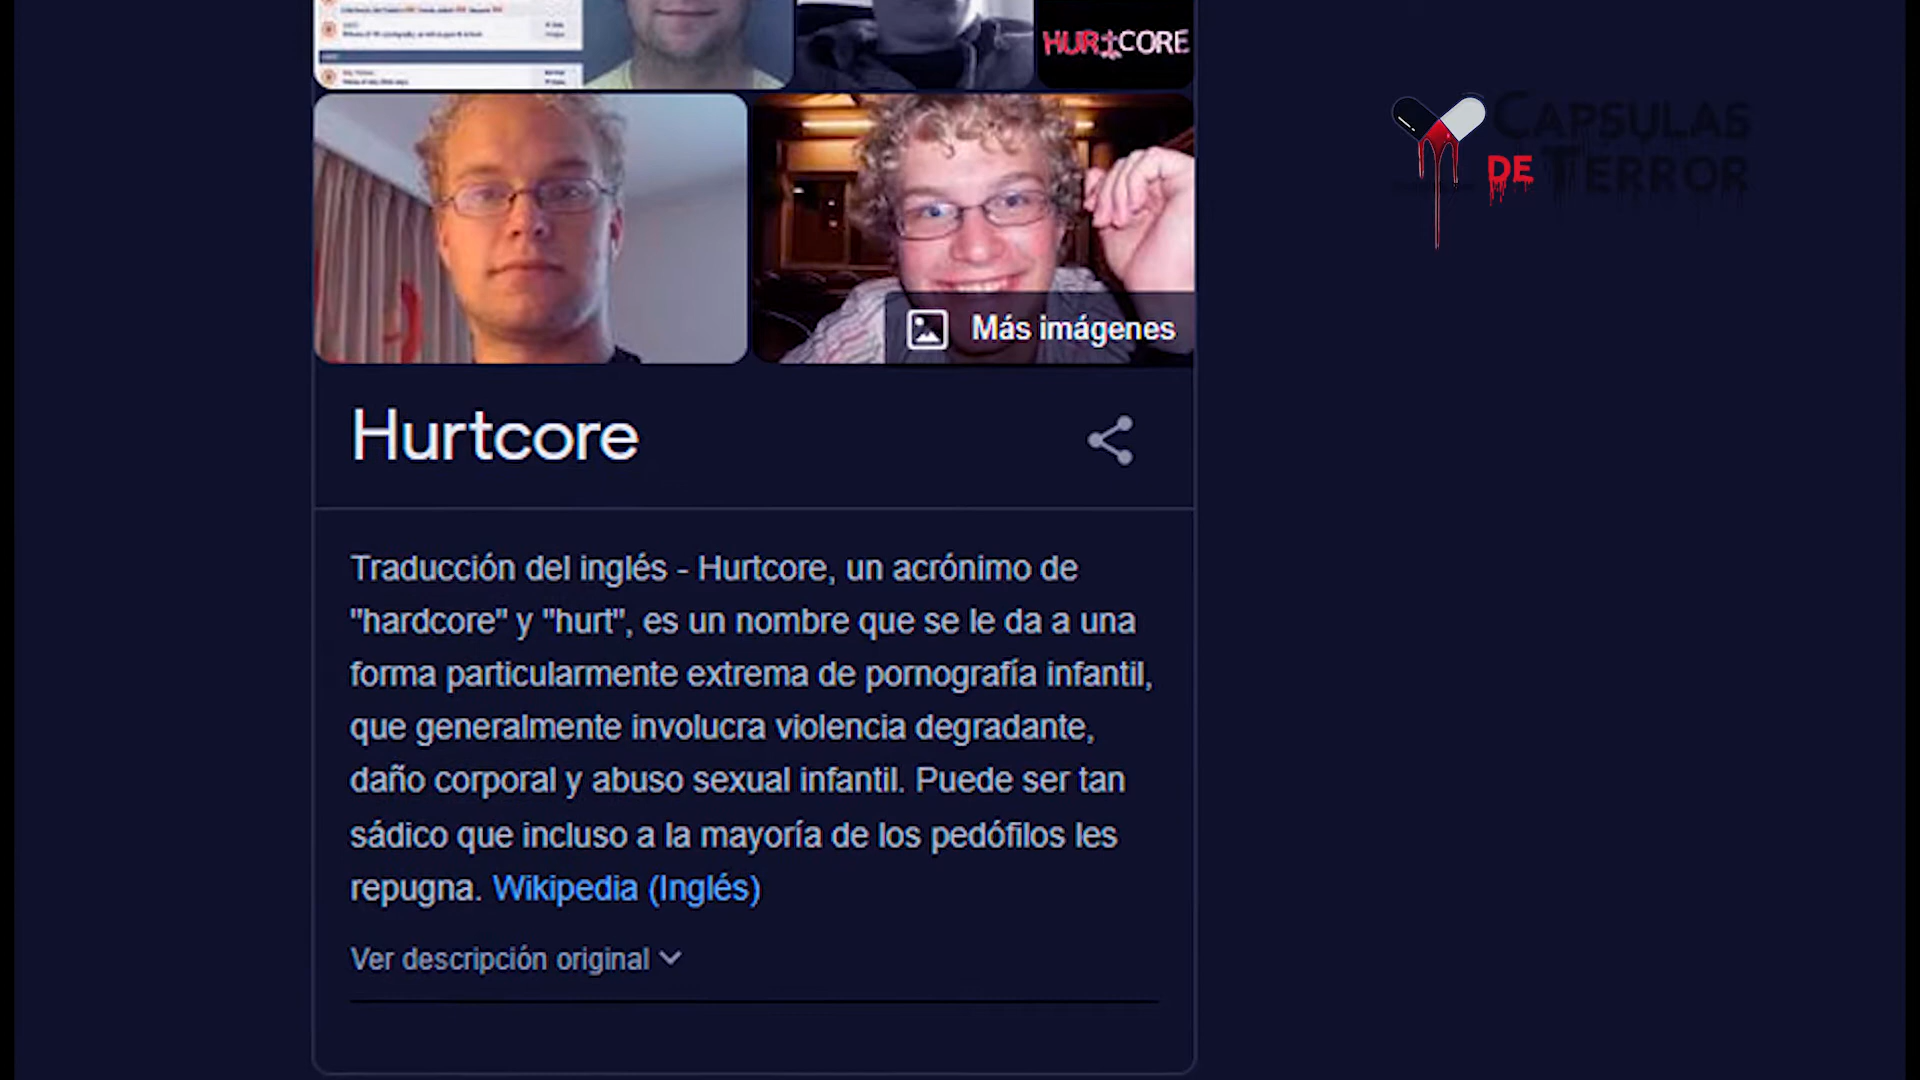 HURTCORE
CAPSULAS
DE TERROR
Más imágenes
Hurtcore
Traducción del inglés - Hurtcore, un acrónimo de
"hardcore" y "hurt", es un nombre que se le da a una
forma particularmente extrema de pornografía infantil,
que generalmente involucra violencia degradante,
daño corporal y abuso sexual infantil. Puede ser tan
sádico que incluso a la mayoría de los pedófilos les
repugna. Wikipedia (Inglés)
Ver descripción original